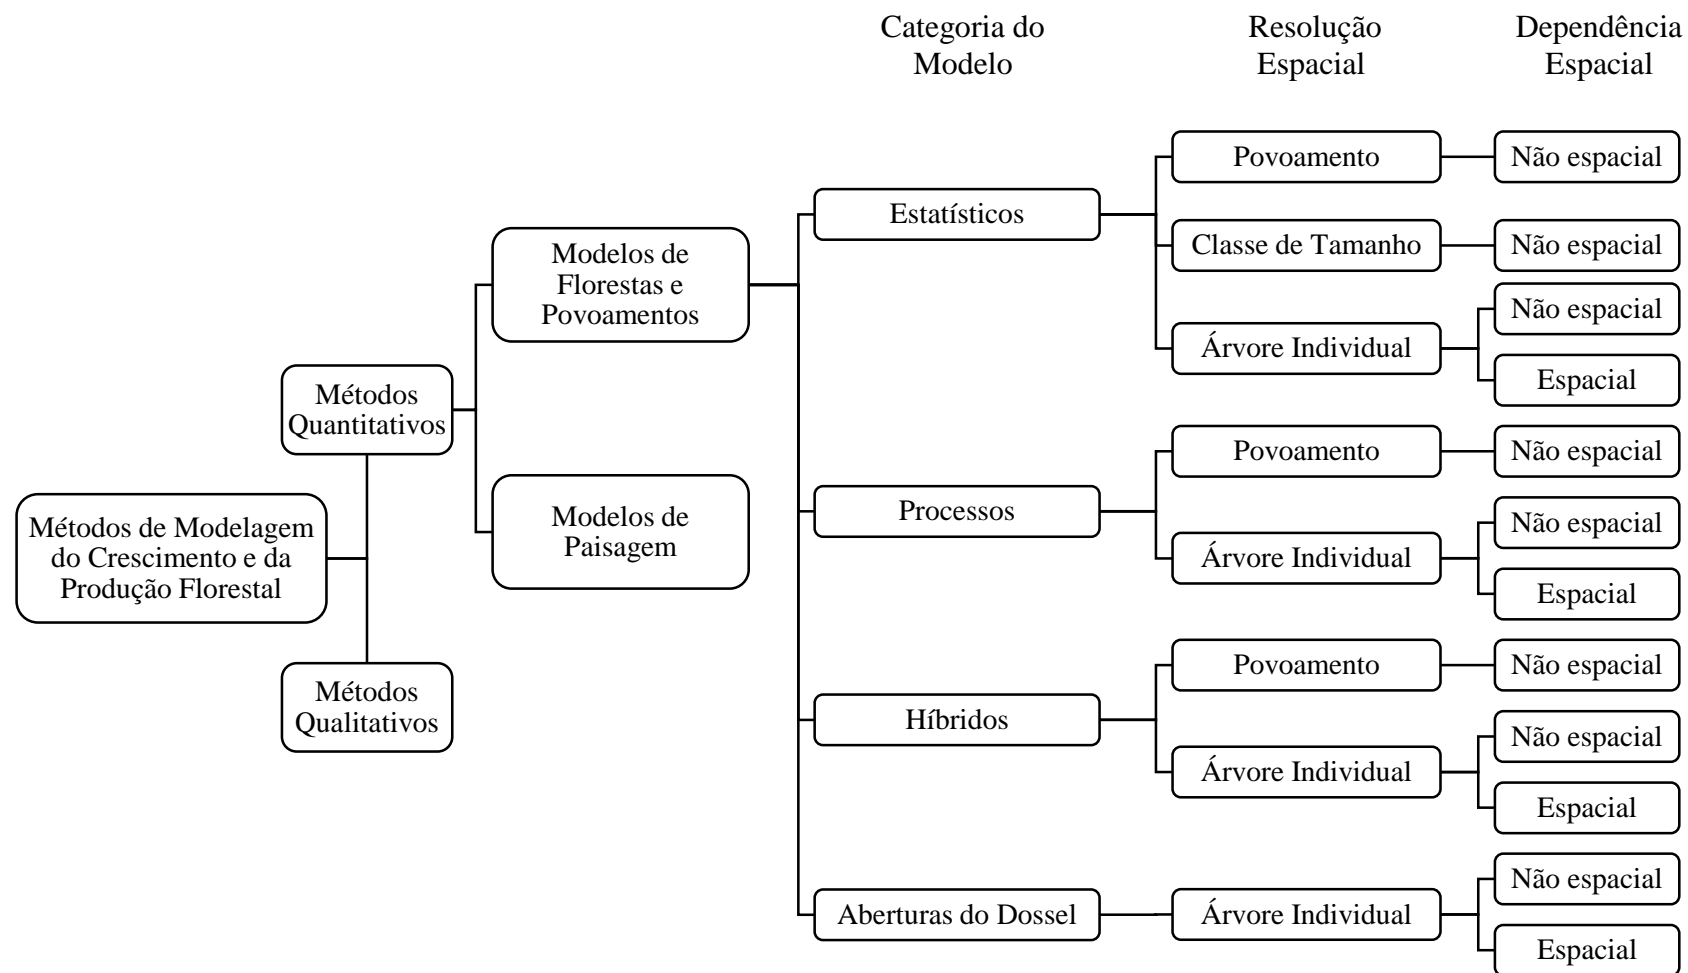 Categoria do
Modelo
Resolução
Espacial
Dependência
Espacial
Métodos de Modelagem
do Crescimento e da
Produção Florestal
Métodos
Quantitativos
Métodos
Qualitativos
Modelos de
Florestas e
Povoamentos
Modelos de
Paisagem
Estatísticos
Povoamento
Não espacial
Classe de Tamanho
Não espacial
Árvore Individual
Não espacial
Espacial
Processos
Povoamento
Não espacial
Árvore Individual
Não espacial
Espacial
Híbridos
Povoamento
Não espacial
Árvore Individual
Não espacial
Espacial
Aberturas do Dossel
Árvore Individual
Não espacial
Espacial